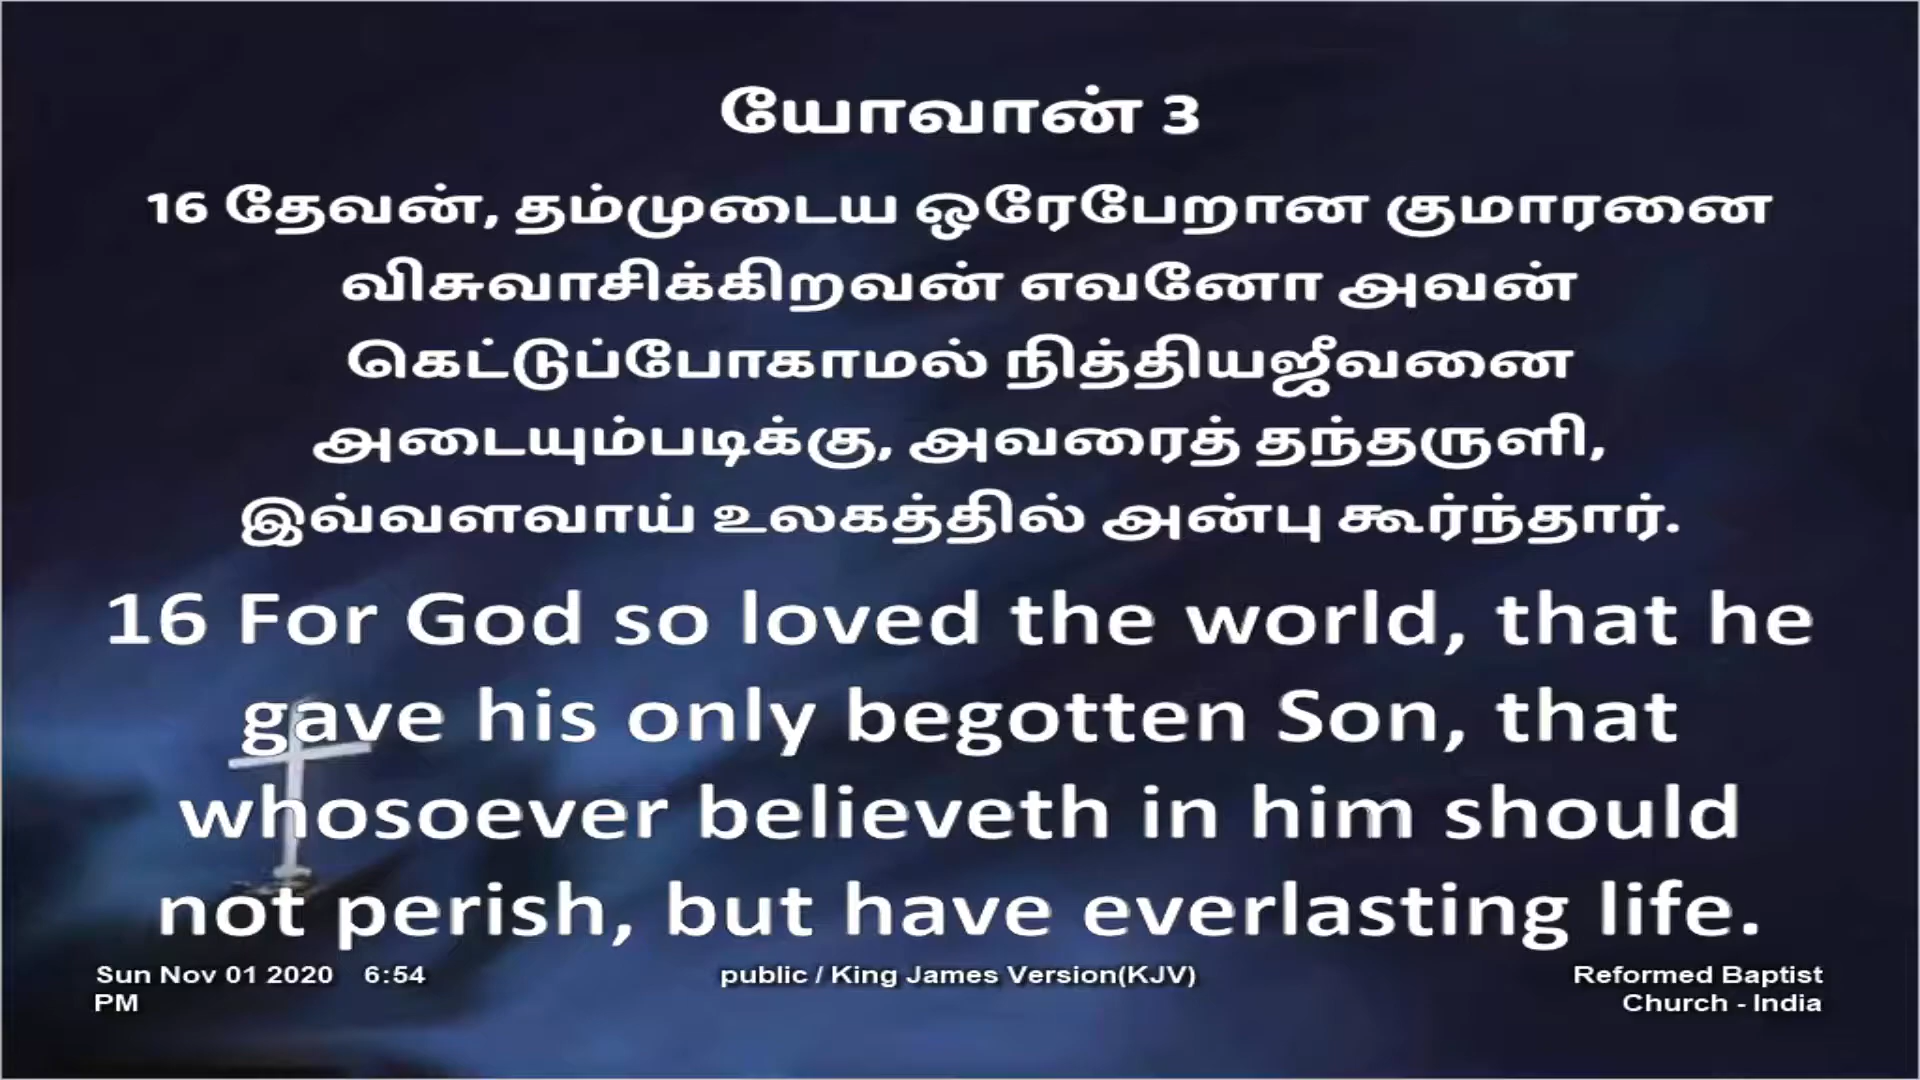 யோவான் 3
16 தேவன், தம்முடைய ஒரேபேறான குமாரனை
விசுவாசிக்கிறவன் எவனோ அவன்
கெட்டுப்போகாமல் நித்தியஜீவனை
அடையும்படிக்கு, அவரைத் தந்தருளி,
இவ்வளவாய் உலகத்தில் அன்பு கூர்ந்தார்.
16 For God so loved the world, that he
gave his only begotten Son, that
whosoever believeth in him should
not perish, but have everlasting life.
Sun Nov 01 2020 6:54
PM
public / King James Version(KJV)
Reformed Baptist
Church - India